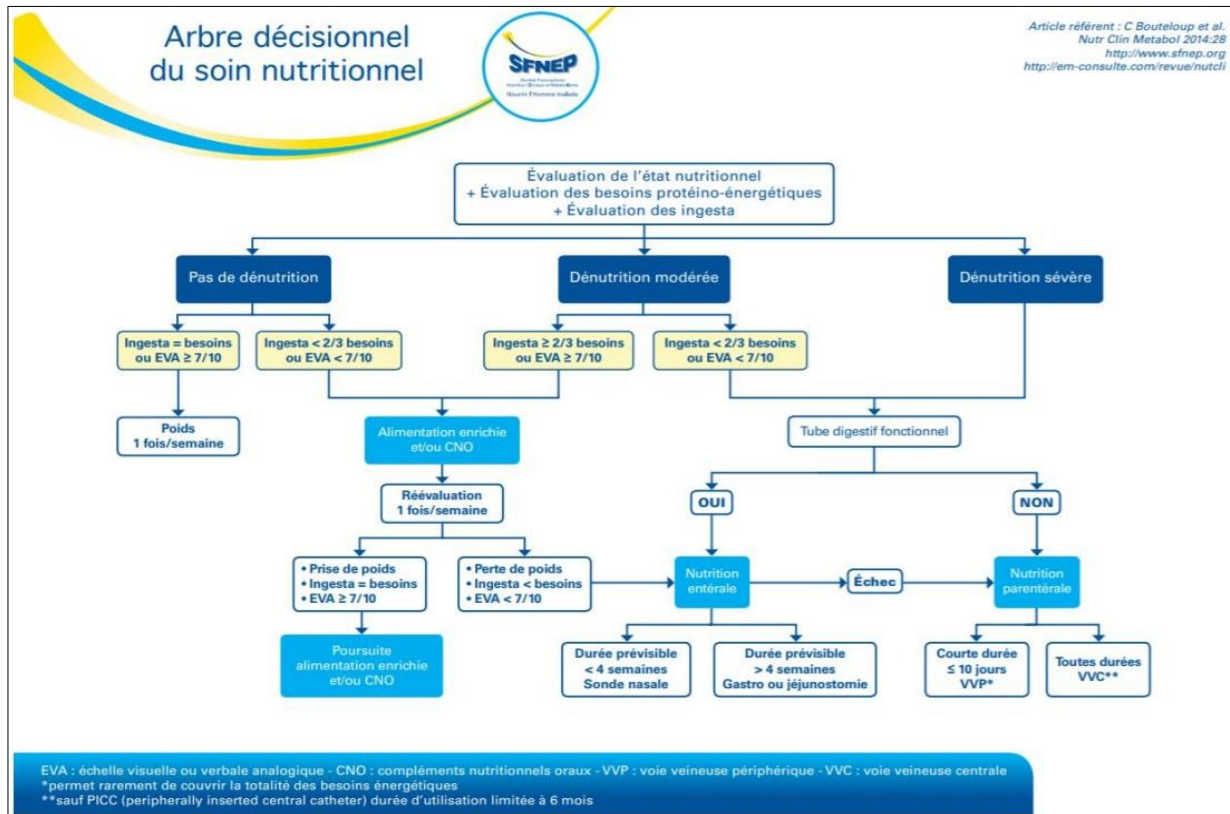 Arbre décisionnel
du soin nutritionnel
SFNEP
Nourrir l'Homme malade
Article référent : C Bouteloup et al.
Nutr Clin Metabol 2014:28
http://www.sfnep.org
http://em-consulte.com/revue/nutcli
Évaluation de l'état nutritionnel
+ Évaluation des besoins protéino-énergétiques
+ Évaluation des ingesta
Pas de dénutrition
Dénutrition modérée
Dénutrition sévère
Ingesta = besoins
ou EVA ≥ 7/10
Ingesta < 2/3 besoins
ou EVA < 7/10
Ingesta ≥ 2/3 besoins
ou EVA ≥ 7/10
Ingesta < 2/3 besoins
ou EVA < 7/10
Poids
1 fois/semaine
Alimentation enrichie
et/ou CNO
Tube digestif fonctionnel
Réévaluation
1 fois/semaine
OUI
NON
• Prise de poids
• Ingesta = besoins
• EVA ≥ 7/10
• Perte de poids
• Ingesta < besoins
• EVA < 7/10
Nutrition
entérale
Échec
Nutrition
parentérale
Poursuite
alimentation enrichie
et/ou CNO
Durée prévisible
< 4 semaines
Sonde nasale
Durée prévisible
> 4 semaines
Gastro ou jéjunostomie
Courte durée
≤ 10 jours
VVP*
Toutes durées
VVC**
EVA : échelle visuelle ou verbale analogique - CNO : compléments nutritionnels oraux - VVP : voie veineuse périphérique - VVC : voie veineuse centrale
*permet rarement de couvrir la totalité des besoins énergétiques
**sauf PICC (peripherally inserted central catheter) durée d'utilisation limitée à 6 mois